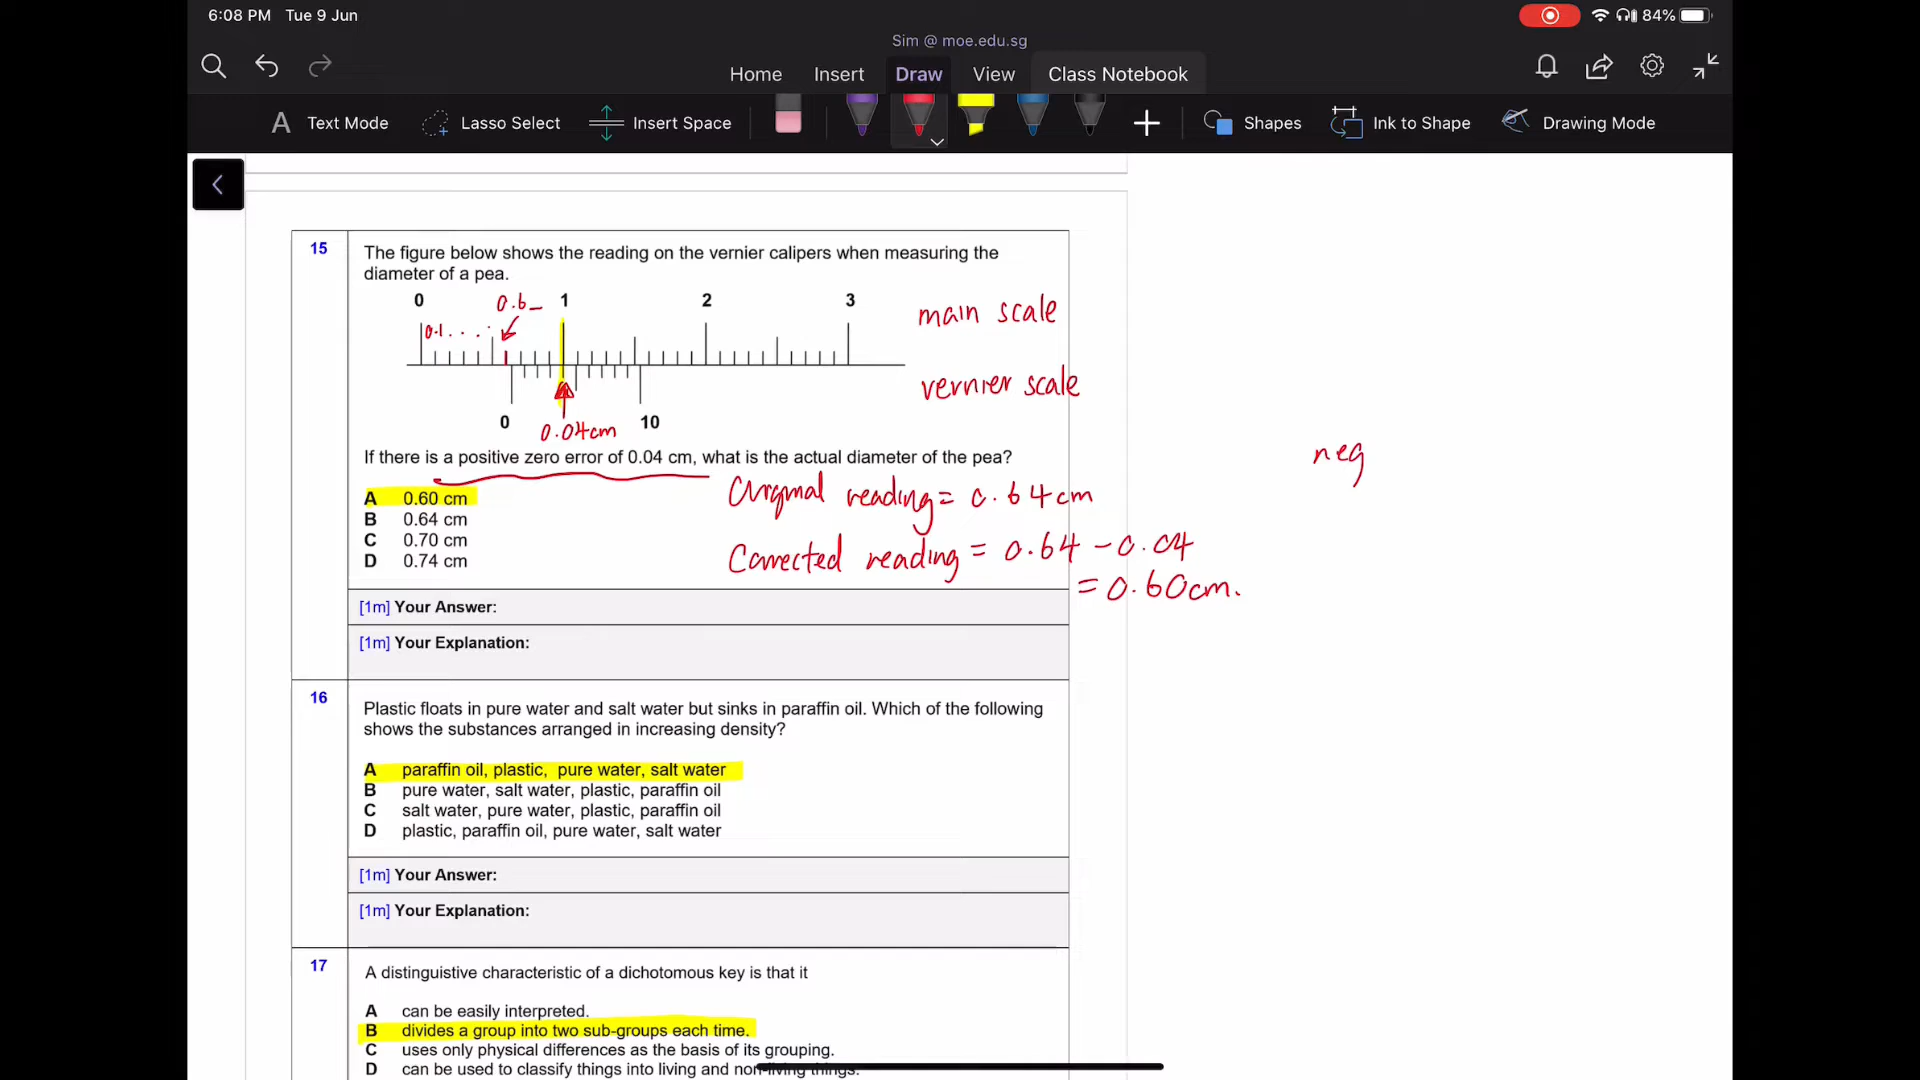 6:08 PM Tue 9 Jun
84%
Sim @ moe.edu.sg
Home Insert Draw View Class Notebook
A Text Mode Lasso Select Insert Space Shapes Ink to Shape Drawing Mode
15
The figure below shows the reading on the vernier calipers when measuring the
diameter of a pea.
0 0.6_ 1 2 3
main scale
0.1 . . . .
vernier scale
0 10
0.04cm
If there is a positive zero error of 0.04 cm, what is the actual diameter of the pea?
neg
A 0.60 cm
Original reading = 0.64cm
B 0.64 cm
C 0.70 cm
Corrected reading = 0.64 - 0.04
D 0.74 cm
= 0.60cm.
[1m] Your Answer:
[1m] Your Explanation:
16
Plastic floats in pure water and salt water but sinks in paraffin oil. Which of the following
shows the substances arranged in increasing density?
A paraffin oil, plastic, pure water, salt water
B pure water, salt water, plastic, paraffin oil
C salt water, pure water, plastic, paraffin oil
D plastic, paraffin oil, pure water, salt water
[1m] Your Answer:
[1m] Your Explanation:
17
A distinguistive characteristic of a dichotomous key is that it
A can be easily interpreted.
B divides a group into two sub-groups each time.
C uses only physical differences as the basis of its grouping.
D can be used to classify things into living and non-living things.